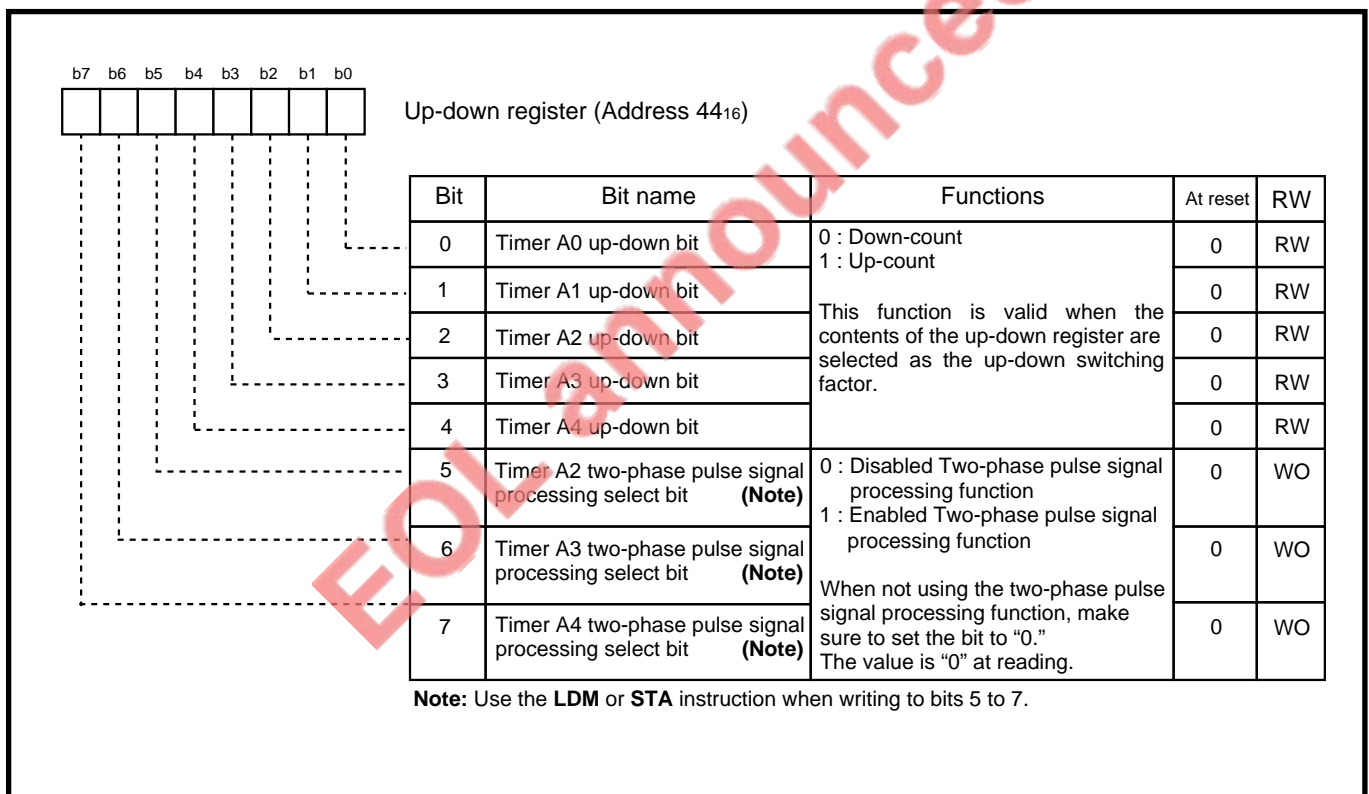 b7 b6 b5 b4 b3 b2 b1 b0
Up-down register (Address 4416)
Bit Bit name Functions At reset RW
0 Timer A0 up-down bit 0 RW
1 Timer A1 up-down bit 0 RW
2 Timer A2 up-down bit 0 RW
3 Timer A3 up-down bit 0 RW
4 Timer A4 up-down bit 0 RW
0 : Down-count
1 : Up-count
This function is valid when the
contents of the up-down register are
selected as the up-down switching
factor.
5 Timer A2 two-phase pulse signal 0 WO
processing select bit (Note)
6 Timer A3 two-phase pulse signal 0 WO
processing select bit (Note)
7 Timer A4 two-phase pulse signal 0 WO
processing select bit (Note)
0 : Disabled Two-phase pulse signal
processing function
1 : Enabled Two-phase pulse signal
processing function
When not using the two-phase pulse
signal processing function, make
sure to set the bit to “0.”
The value is “0” at reading.
Note: Use the LDM or STA instruction when writing to bits 5 to 7.
EOL announced